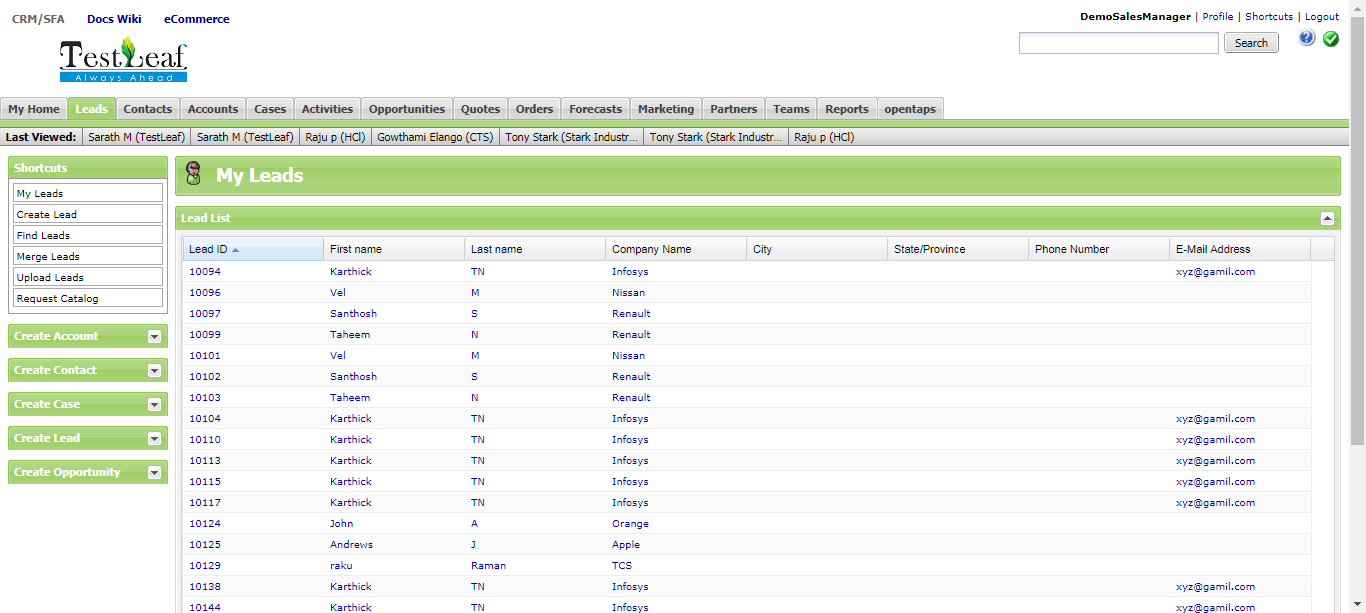 CRM/SFA Docs Wiki eCommerce
DemoSalesManager | Profile | Shortcuts | Logout
TestLeaf
Always Ahead
Search
My Home Leads Contacts Accounts Cases Activities Opportunities Quotes Orders Forecasts Marketing Partners Teams Reports opentaps
Last Viewed: Sarath M (TestLeaf) Sarath M (TestLeaf) Raju p (HCl) Gowthami Elango (CTS) Tony Stark (Stark Industr... Tony Stark (Stark Industr... Raju p (HCl)
Shortcuts
My Leads
Create Lead
Find Leads
Merge Leads
Upload Leads
Request Catalog
Create Account
Create Contact
Create Case
Create Lead
Create Opportunity
My Leads
Lead List
Lead ID First name Last name Company Name City State/Province Phone Number E-Mail Address
10094 Karthick TN Infosys xyz@gamil.com
10096 Vel M Nissan
10097 Santhosh S Renault
10099 Taheem N Renault
10101 Vel M Nissan
10102 Santhosh S Renault
10103 Taheem N Renault
10104 Karthick TN Infosys xyz@gamil.com
10110 Karthick TN Infosys xyz@gamil.com
10113 Karthick TN Infosys xyz@gamil.com
10115 Karthick TN Infosys xyz@gamil.com
10117 Karthick TN Infosys xyz@gamil.com
10124 John A Orange
10125 Andrews J Apple
10129 raku Raman TCS
10138 Karthick TN Infosys xyz@gamil.com
10144 Karthick TN Infosys xyz@gamil.com